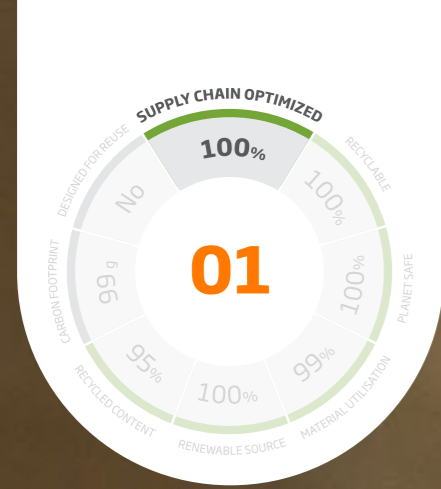 SUPPLY CHAIN OPTIMIZED
100%
RECYCLABLE
100%
PLANET SAFE
100%
MATERIAL UTILISATION
99%
RENEWABLE SOURCE
100%
RECYCLED CONTENT
95%
CARBON FOOTPRINT
66 g
DESIGNED FOR REUSE
No
01